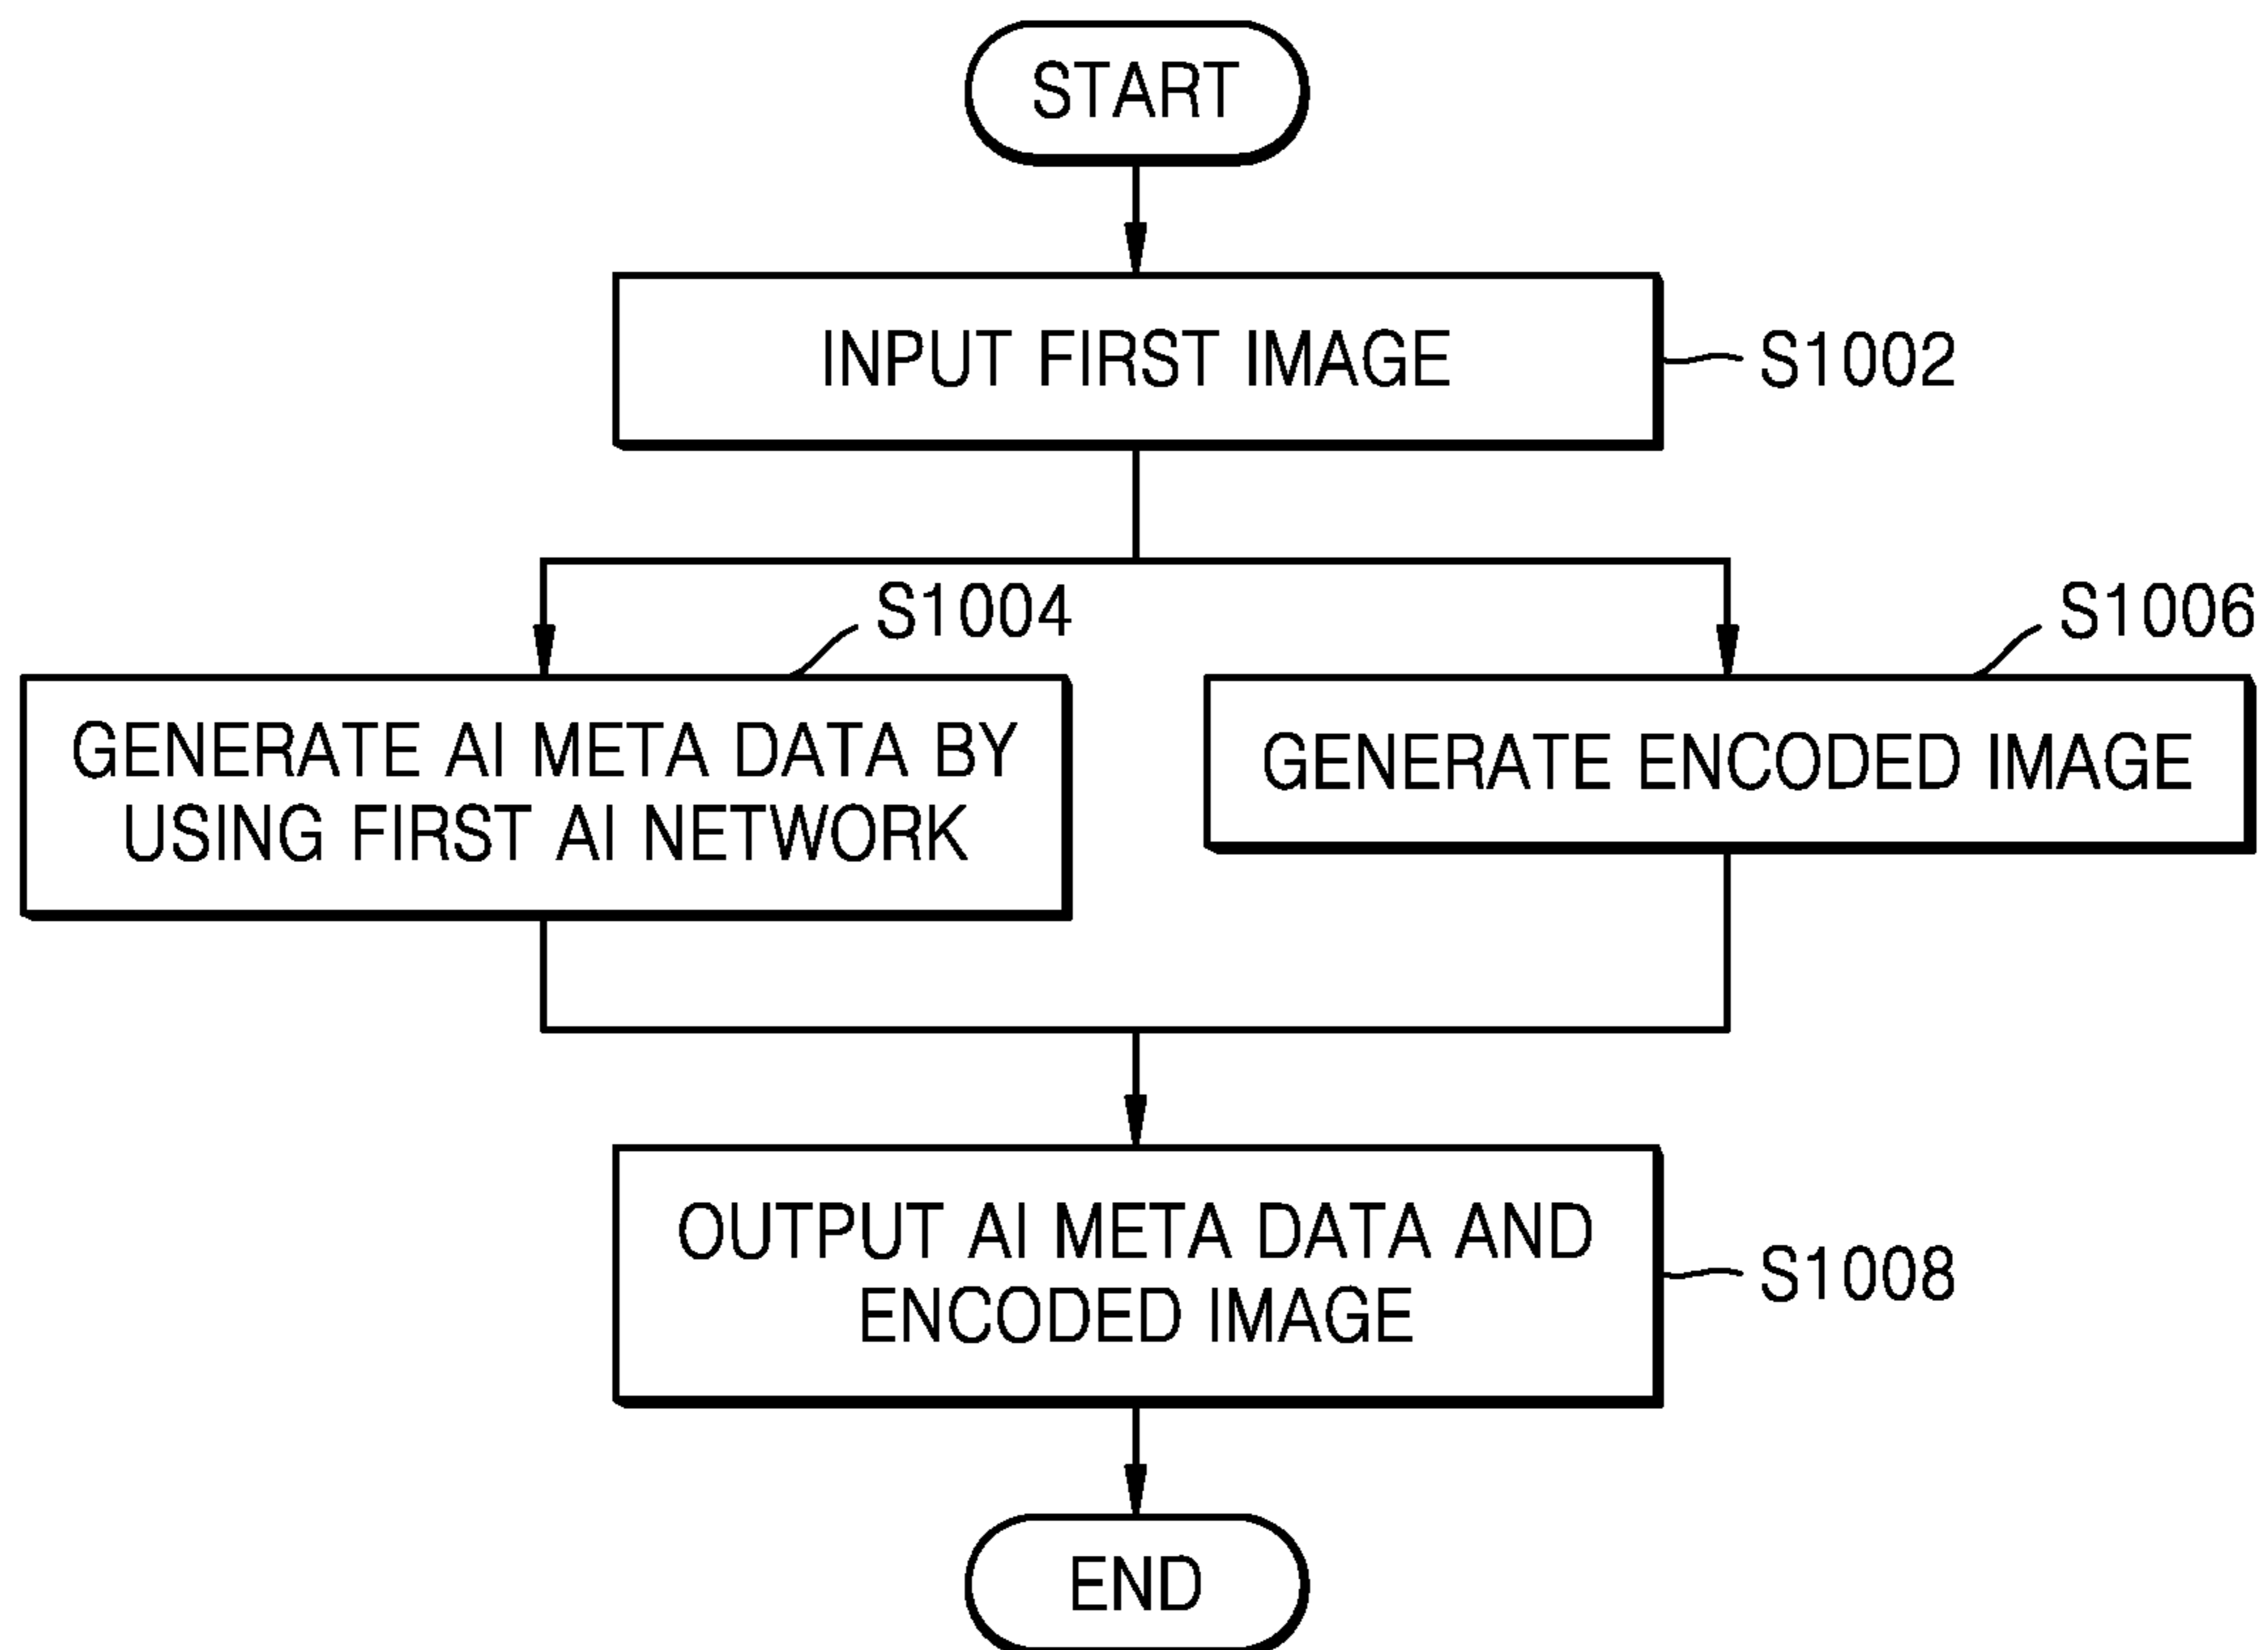 START
INPUT FIRST IMAGE
S1002
S1004
GENERATE AI META DATA BY
USING FIRST AI NETWORK
S1006
GENERATE ENCODED IMAGE
OUTPUT AI META DATA AND
ENCODED IMAGE
S1008
END